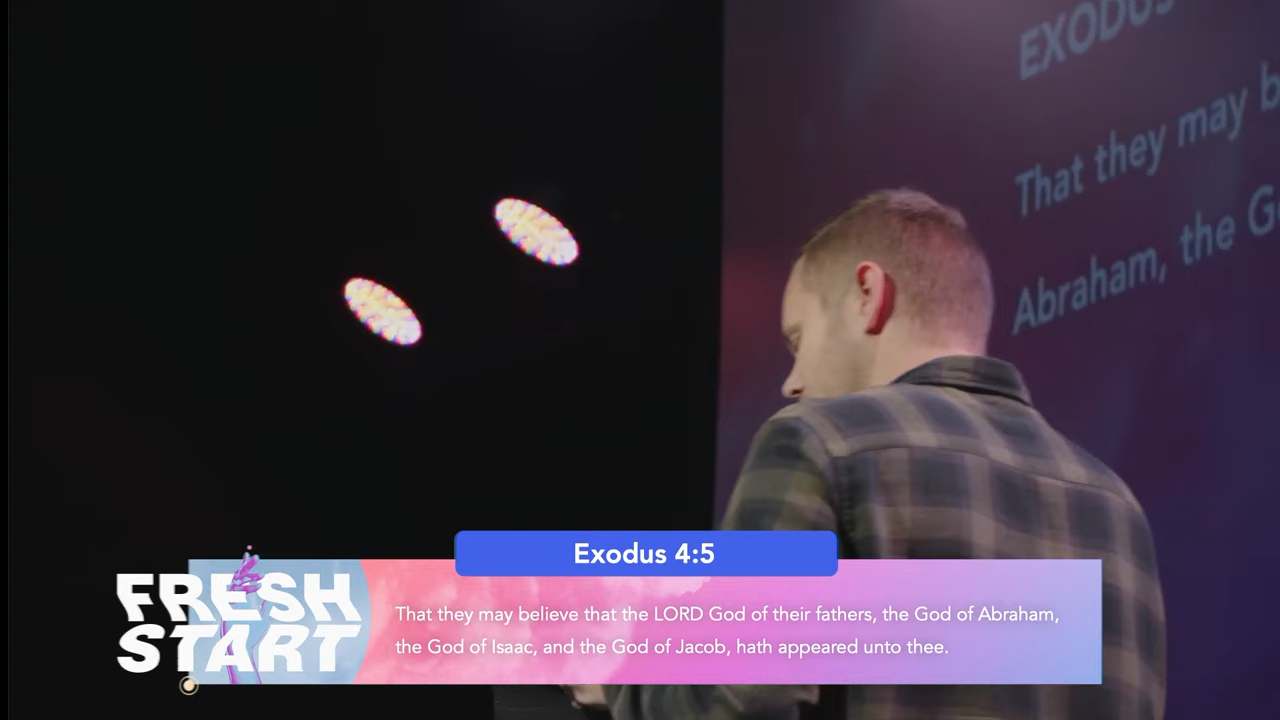 EXODUS
That they may b
Abraham, the G
Exodus 4:5
FRESH
START
That they may believe that the LORD God of their fathers, the God of Abraham,
the God of Isaac, and the God of Jacob, hath appeared unto thee.